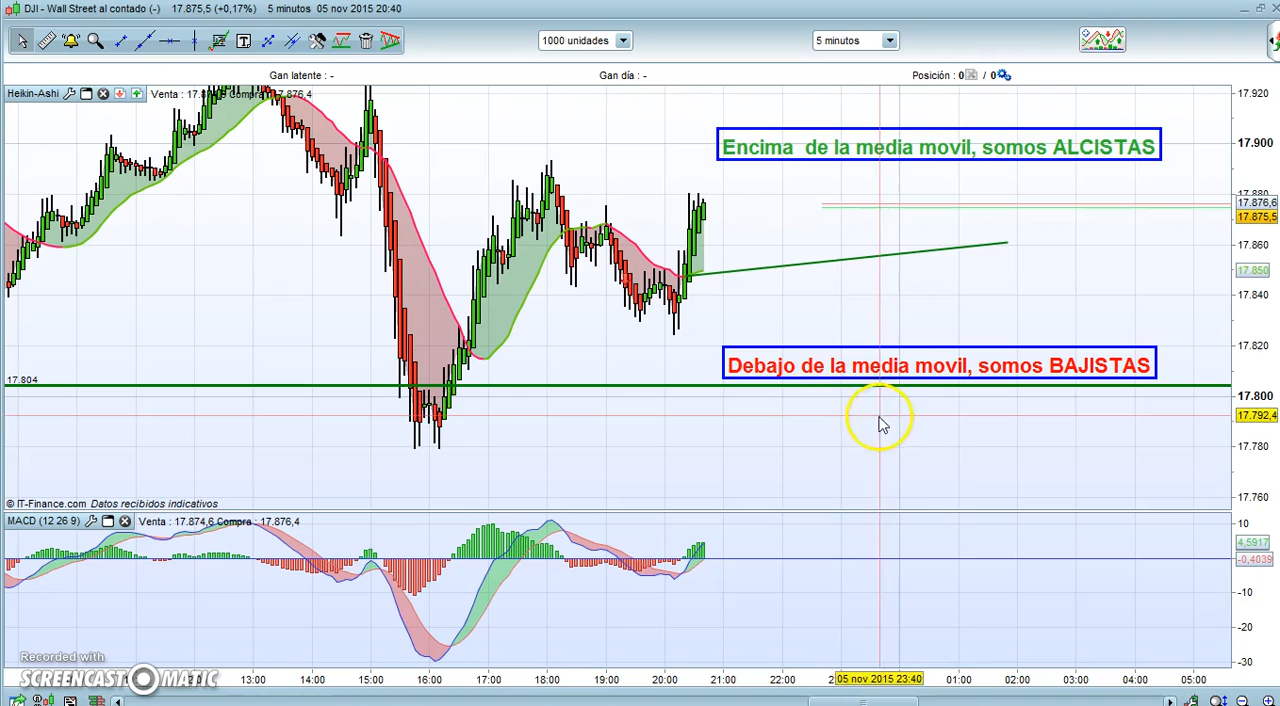 DJI - Wall Street al contado (-) 17.875,5 (+0,17%) 5 minutos 05 nov 2015 20:40
1000 unidades
5 minutos
Gan latente : - Gan día : - Posición : 0 / 0
Heikin-Ashi
Compra 17.876,4
17.920
Encima de la media movil, somos ALCISTAS
17.900
17.880
17.876,6
17.875,5
17.860
17.850
17.840
17.820
Debajo de la media movil, somos BAJISTAS
17.804
17.800
17.792,4
17.780
17.760
© IT-Finance.com Datos recibidos indicativos
MACD (12 26 9) Venta : 17.874,6 Compra 17.876,4
10
4,5917
-0,4039
-10
-20
-30
Recorded with
SCREENCAST MATIC
13:00 14:00 15:00 16:00 17:00 18:00 19:00 20:00 21:00 22:00 05 nov 2015 23:40 01:00 02:00 03:00 04:00 05:00